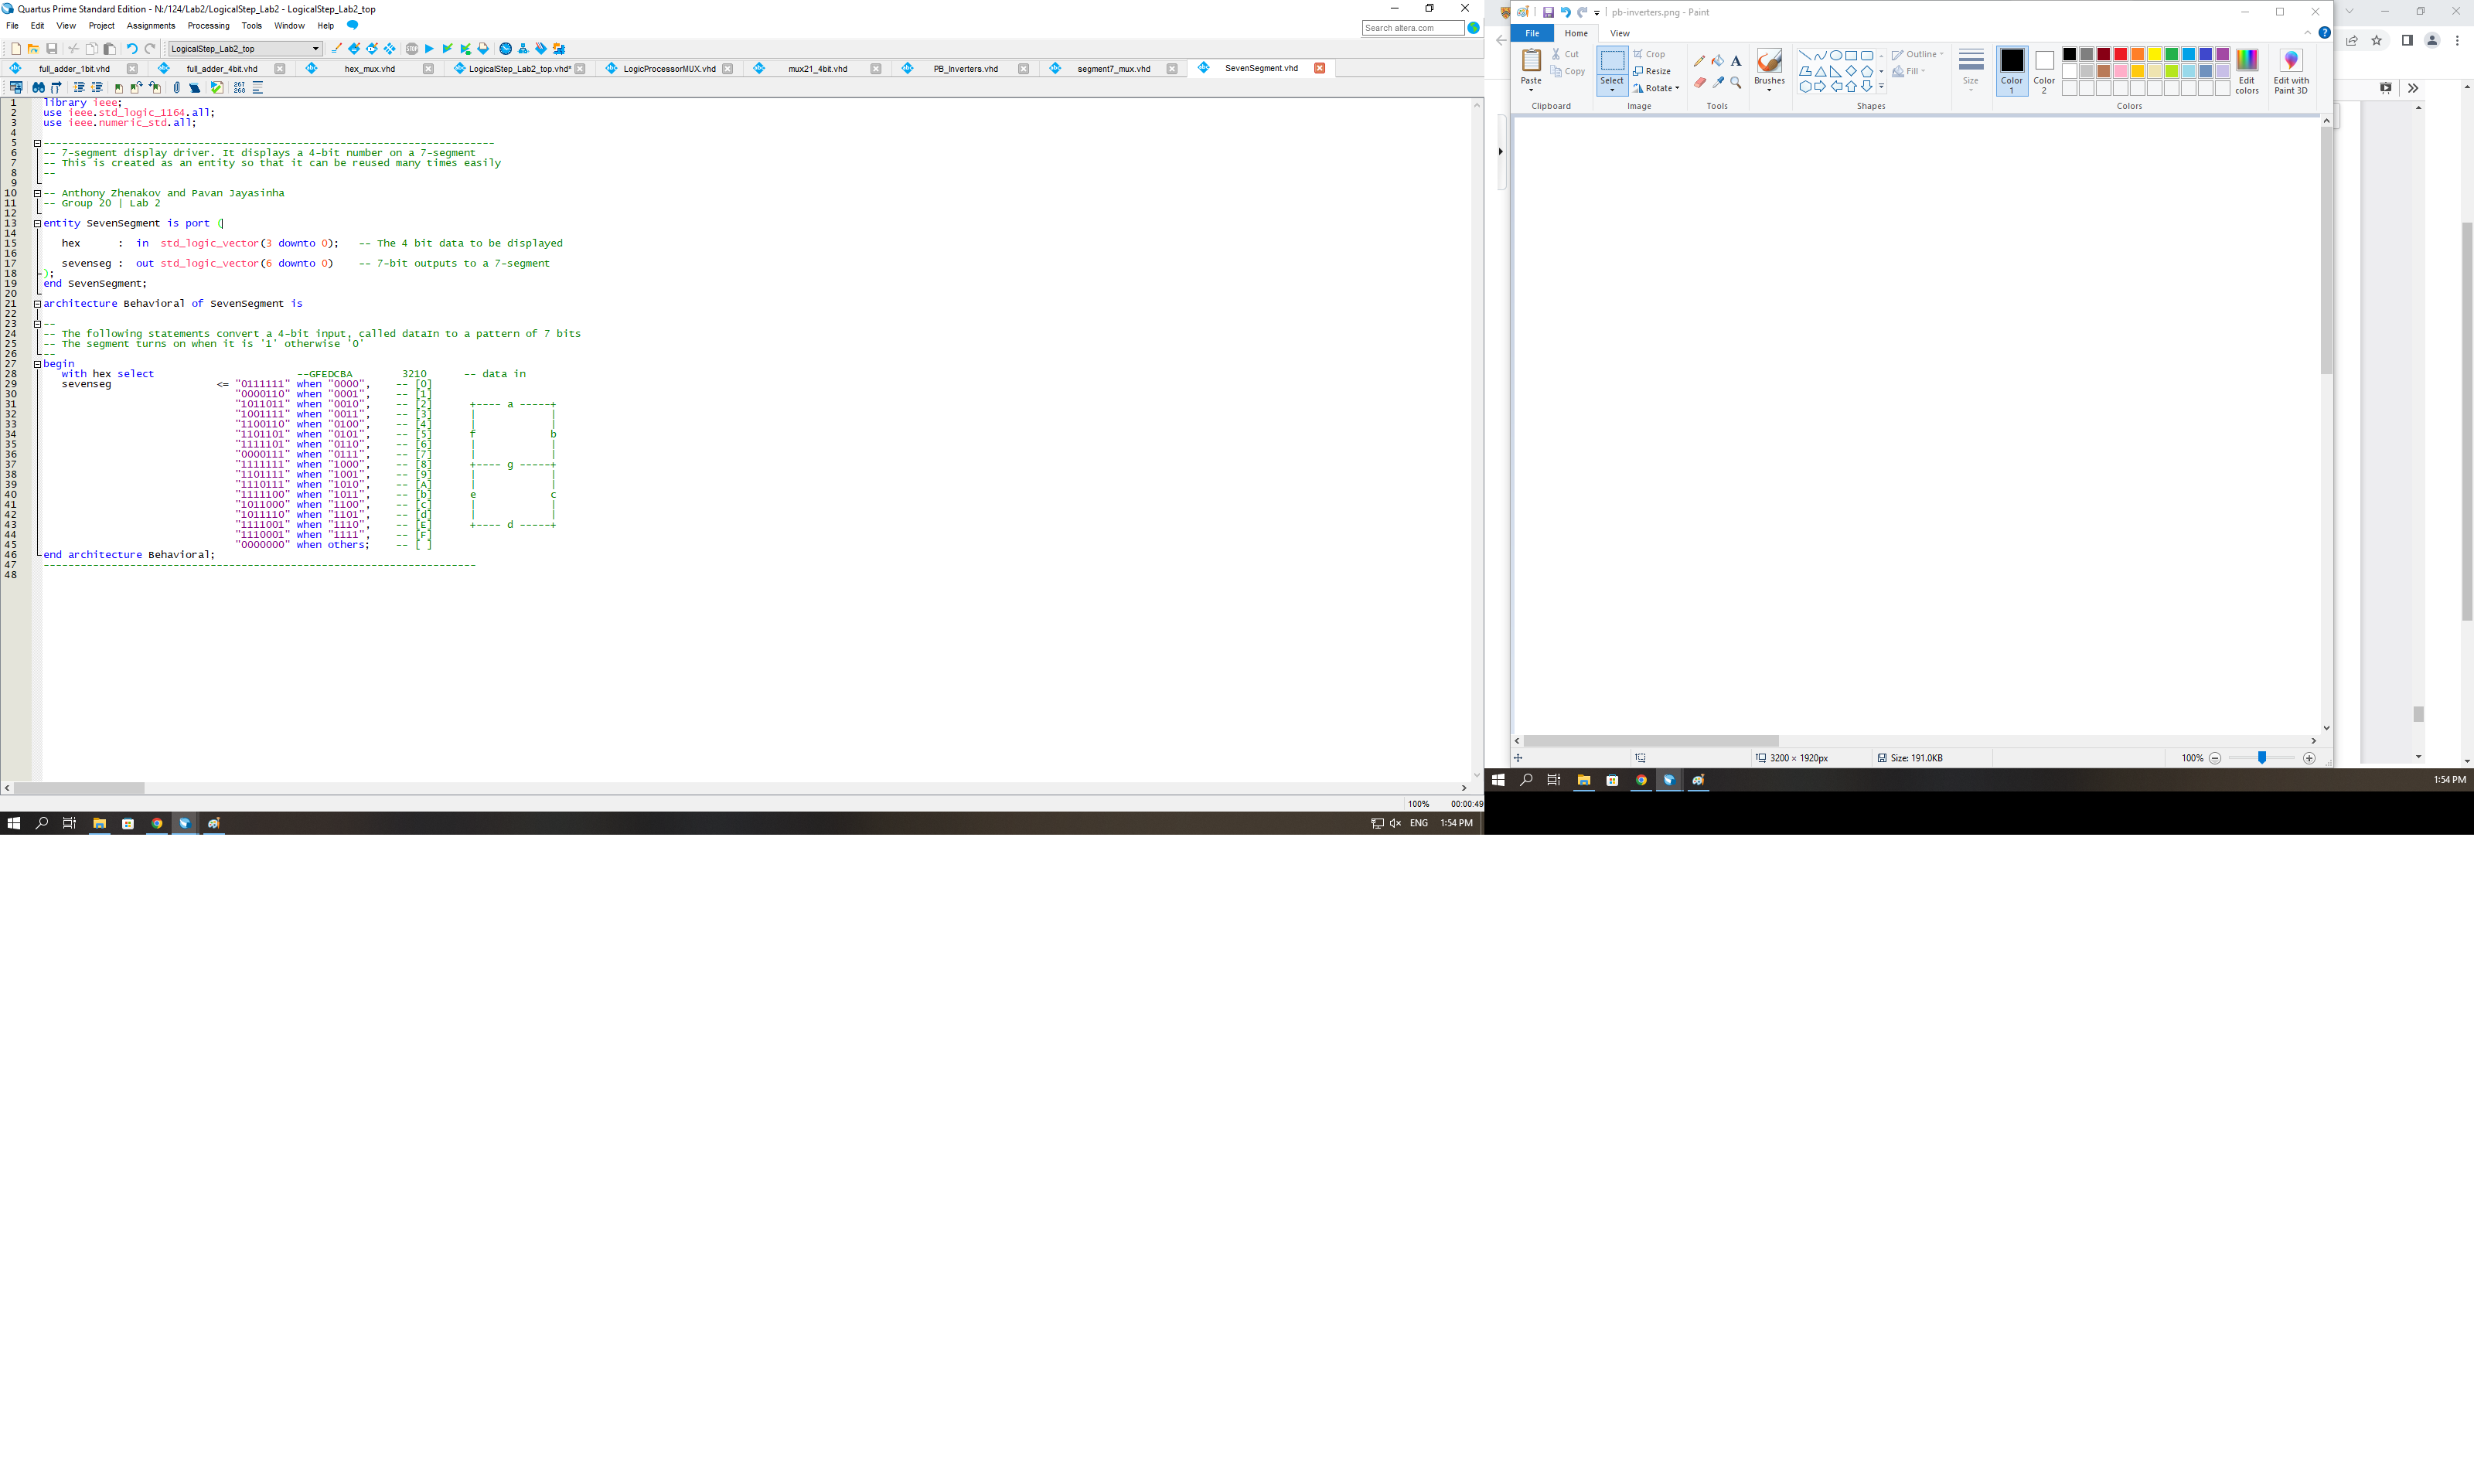 Quartus Prime Standard Edition - N:/124/Lab2/LogicalStep_Lab2 - LogicalStep_Lab2_top
File Edit View Project Assignments Processing Tools Window Help
Search altera.com
LogicalStep_Lab2_top
full_adder_1bit.vhd full_adder_4bit.vhd hex_mux.vhd LogicalStep_Lab2_top.vhd* LogicProcessorMUX.vhd mux21_4bit.vhd PB_Inverters.vhd segment7_mux.vhd SevenSegment.vhd
1 library ieee;
2 use ieee.std_logic_1164.all;
3 use ieee.numeric_std.all;
4
5 --------------------------------------------------------------------------
6 -- 7-segment display driver. It displays a 4-bit number on a 7-segment
7 -- This is created as an entity so that it can be reused many times easily
8 --
9
10 -- Anthony Zhenakov and Pavan Jayasinha
11 -- Group 20 | Lab 2
12
13 entity SevenSegment is port (
14
15 hex : in std_logic_vector(3 downto 0); -- The 4 bit data to be displayed
16
17 sevenseg : out std_logic_vector(6 downto 0) -- 7-bit outputs to a 7-segment
18 );
19 end SevenSegment;
20
21 architecture Behavioral of SevenSegment is
22
23 --
24 -- The following statements convert a 4-bit input, called dataIn to a pattern of 7 bits
25 -- The segment turns on when it is '1' otherwise '0'
26 --
27 begin
28 with hex select --GFEDCBA 3210 -- data in
29 sevenseg <= "0111111" when "0000", -- [0]
30 "0000110" when "0001", -- [1]
31 "1011011" when "0010", -- [2] +---- a -----+
32 "1001111" when "0011", -- [3] | |
33 "1100110" when "0100", -- [4] | |
34 "1101101" when "0101", -- [5] f b
35 "1111101" when "0110", -- [6] | |
36 "0000111" when "0111", -- [7] | |
37 "1111111" when "1000", -- [8] +---- g -----+
38 "1101111" when "1001", -- [9] | |
39 "1110111" when "1010", -- [A] | |
40 "1111100" when "1011", -- [b] e c
41 "1011000" when "1100", -- [c] | |
42 "1011110" when "1101", -- [d] | |
43 "1111001" when "1110", -- [E] +---- d -----+
44 "1110001" when "1111", -- [F]
45 "0000000" when others; -- [ ]
46 end architecture Behavioral;
47 ----------------------------------------------------------------------
48
100% 00:00:49
ENG 1:54 PM
pb-inverters.png - Paint
File Home View
Paste Cut Copy Clipboard
Select Crop Resize Rotate Image
Tools
Brushes
Outline Fill Shapes
Size
Color 1 Color 2 Edit colors Colors
Edit with Paint 3D
3200 × 1920px Size: 191.0KB 100%
1:54 PM